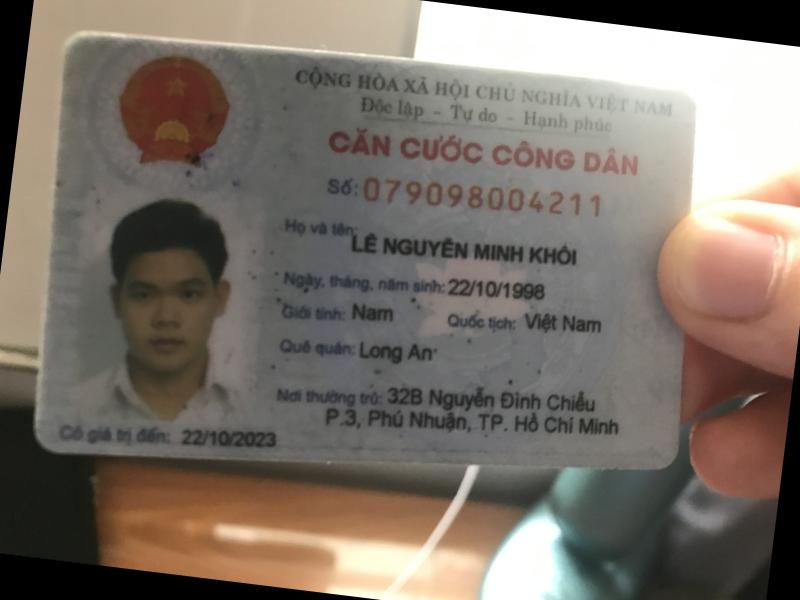 CỘNG HÒA XÃ HỘI CHỦ NGHĨA VIỆT NAM
Độc lập - Tự do - Hạnh phúc
CĂN CƯỚC CÔNG DÂN
Số: 079098004211
Họ và tên: LÊ NGUYỄN MINH KHÔI
Ngày, tháng, năm sinh: 22/10/1998
Giới tính: Nam Quốc tịch: Việt Nam
Quê quán: Long An
Nơi thường trú: 32B Nguyễn Đình Chiểu
P.3, Phú Nhuận, TP. Hồ Chí Minh
Có giá trị đến: 22/10/2023